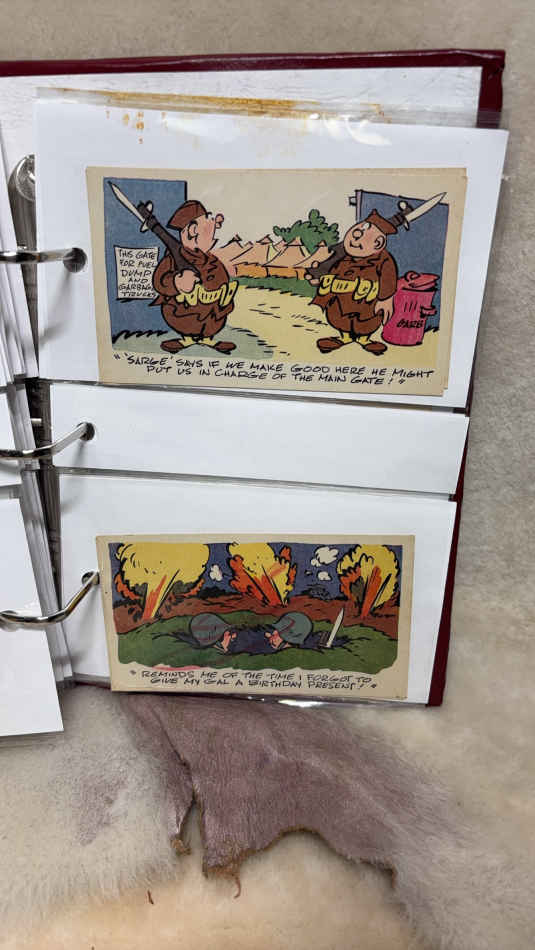 THIS GATE
FOR FUEL
DUMP
AND
GARBAGE
TRUCKS
GARB
" 'SARGE' SAYS IF WE MAKE GOOD HERE HE MIGHT
PUT US IN CHARGE OF THE MAIN GATE! "
" REMINDS ME OF THE TIME I FORGOT TO
GIVE MY GAL A BIRTHDAY PRESENT! "